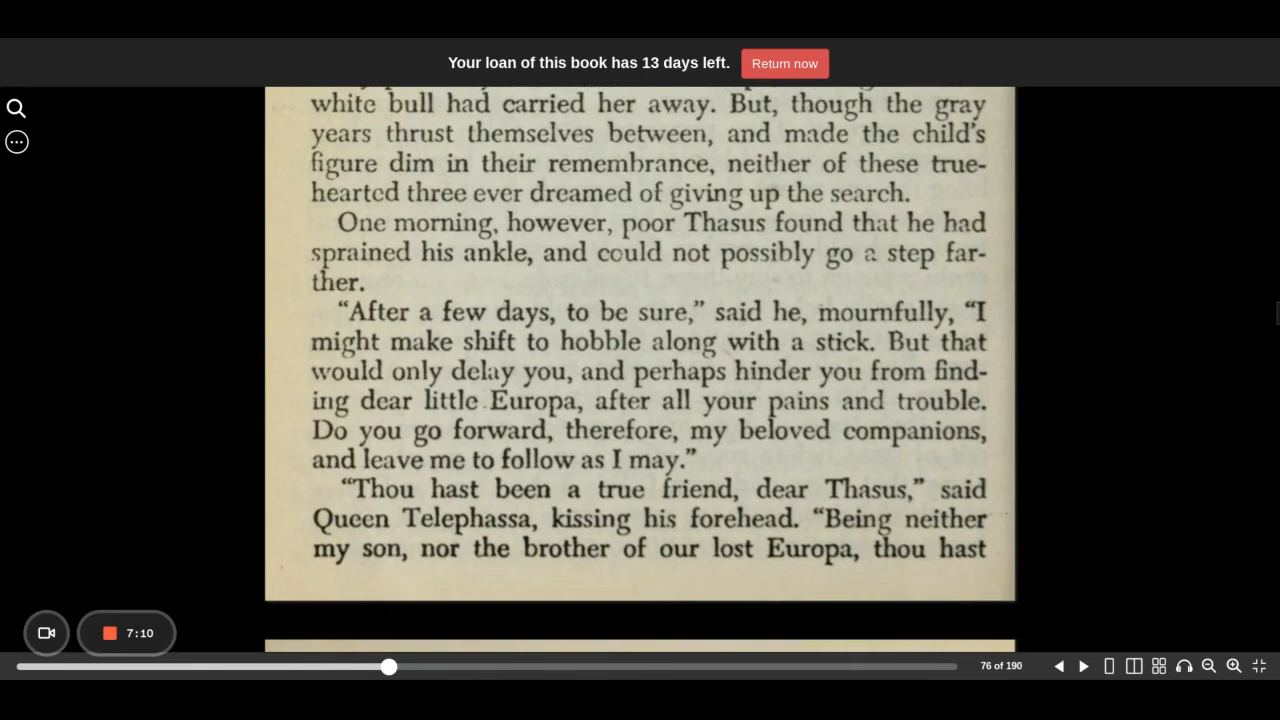 Your loan of this book has 13 days left. Return now
white bull had carried her away. But, though the gray
years thrust themselves between, and made the child's
figure dim in their remembrance, neither of these true-
hearted three ever dreamed of giving up the search.
One morning, however, poor Thasus found that he had
sprained his ankle, and could not possibly go a step far-
ther.
“After a few days, to be sure,” said he, mournfully, “I
might make shift to hobble along with a stick. But that
would only delay you, and perhaps hinder you from find-
ing dear little Europa, after all your pains and trouble.
Do you go forward, therefore, my beloved companions,
and leave me to follow as I may.”
“Thou hast been a true friend, dear Thasus,” said
Queen Telephassa, kissing his forehead. “Being neither
my son, nor the brother of our lost Europa, thou hast
7:10
76 of 190